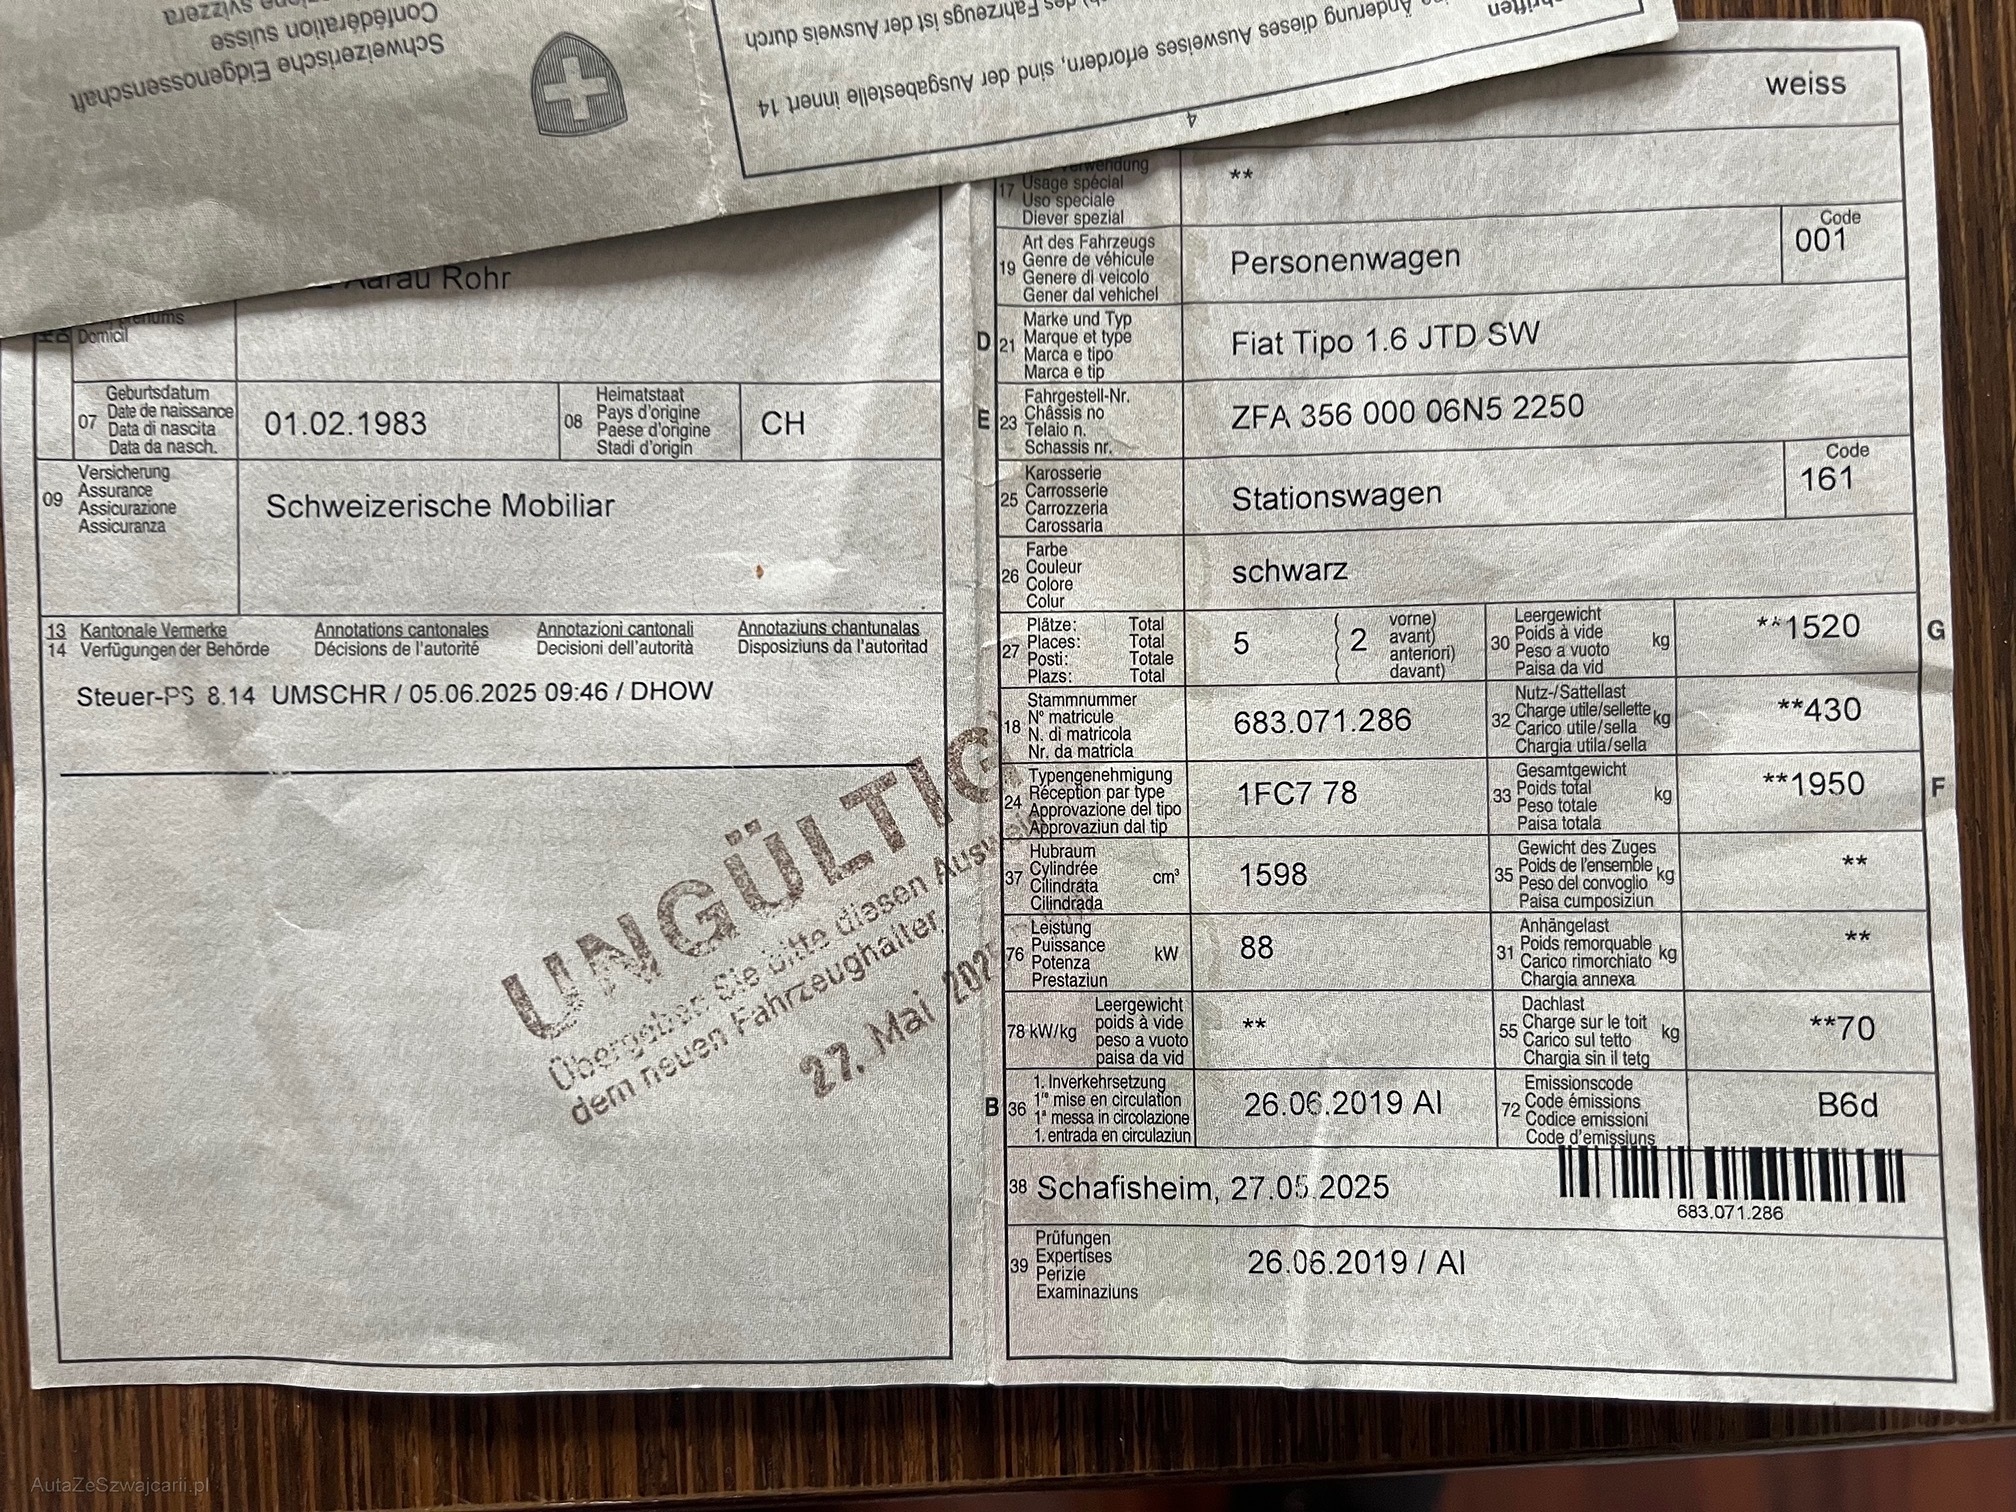 Schweizerische Eidgenossenschaft
Confédération suisse
svizzera
des Fahrzeugs ist der Ausweis durch
Änderung dieses Ausweises erfordern, sind der Ausgabestelle innert 14
4
weiss
17 Usage spécial
Uso speciale
Diever spezial
**
19 Art des Fahrzeugs
Genre de véhicule
Genere di veicolo
Gener dal vehichel
Personenwagen
Code
001
D 21 Marke und Typ
Marque et type
Marca e tipo
Marca e tip
Fiat Tipo 1.6 JTD SW
E 23 Fahrgestell-Nr.
Châssis no
Telaio n.
Schassis nr.
ZFA 356 000 06N5 2250
25 Karosserie
Carrosserie
Carrozzeria
Carossaria
Stationswagen
Code
161
26 Farbe
Couleur
Colore
Colur
schwarz
27 Plätze: Total
Places: Total
Posti: Totale
Plazs: Total
5
2
vorne)
avant)
anteriori)
davant)
30 Leergewicht
Poids à vide kg
Peso a vuoto
Paisa da vid
**1520
G
18 Stammnummer
N° matricule
N. di matricola
Nr. da matricla
683.071.286
32 Nutz-/Sattellast
Charge utile/sellette kg
Carico utile/sella
Chargia utila/sella
**430
24 Typengenehmigung
Réception par type
Approvazione del tipo
Approvaziun dal tip
1FC7 78
33 Gesamtgewicht
Poids total kg
Peso totale
Paisa totala
**1950
F
37 Hubraum
Cylindrée cm³
Cilindrata
Cilindrada
1598
35 Gewicht des Zuges
Poids de l'ensemble kg
Peso del convoglio
Paisa cumposiziun
**
76 Leistung
Puissance kW
Potenza
Prestaziun
88
31 Anhängelast
Poids remorquable kg
Carico rimorchiato
Chargia annexa
**
78 kW/kg Leergewicht
poids à vide
peso a vuoto
paisa da vid
**
55 Dachlast
Charge sur le toit kg
Carico sul tetto
Chargia sin il tetg
**70
B 36 1. Inverkehrsetzung
1re mise en circulation
1a messa in circolazione
1. entrada en circulaziun
26.06.2019 AI
72 Emissionscode
Code émissions
Codice emissioni
Code d'emissiuns
B6d
38 Schafisheim, 27.05.2025
683.071.286
39 Prüfungen
Expertises
Perizie
Examinaziuns
26.06.2019 / AI
Aarau Rohr
Domicil
07 Geburtsdatum
Date de naissance
Data di nascita
Data da nasch.
01.02.1983
08 Heimatstaat
Pays d'origine
Paese d'origine
Stadi d'origin
CH
09 Versicherung
Assurance
Assicurazione
Assicuranza
Schweizerische Mobiliar
13 Kantonale Vermerke Annotations cantonales Annotazioni cantonali Annotaziuns chantunalas
14 Verfügungen der Behörde Décisions de l'autorité Decisioni dell'autorità Disposiziuns da l'autoritad
Steuer-PS 8.14 UMSCHR / 05.06.2025 09:46 / DHOW
UNGÜLTIG
Übergeben Sie bitte diesen Ausweis
dem neuen Fahrzeughalter
27. Mai 2025
AutaZeSzwajcarii.pl